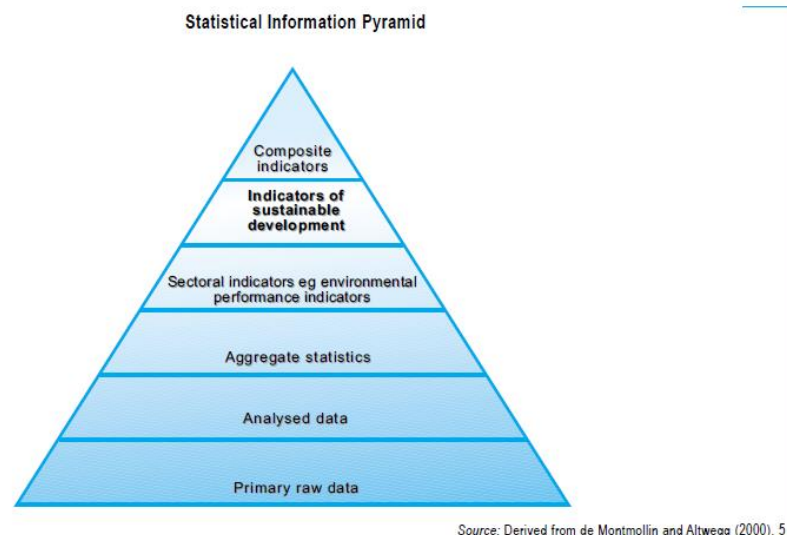 Statistical Information Pyramid
Composite
indicators
Indicators of
sustainable
development
Sectoral indicators eg environmental
performance indicators
Aggregate statistics
Analysed data
Primary raw data
Source: Derived from de Montmollin and Altwegg (2000), 5